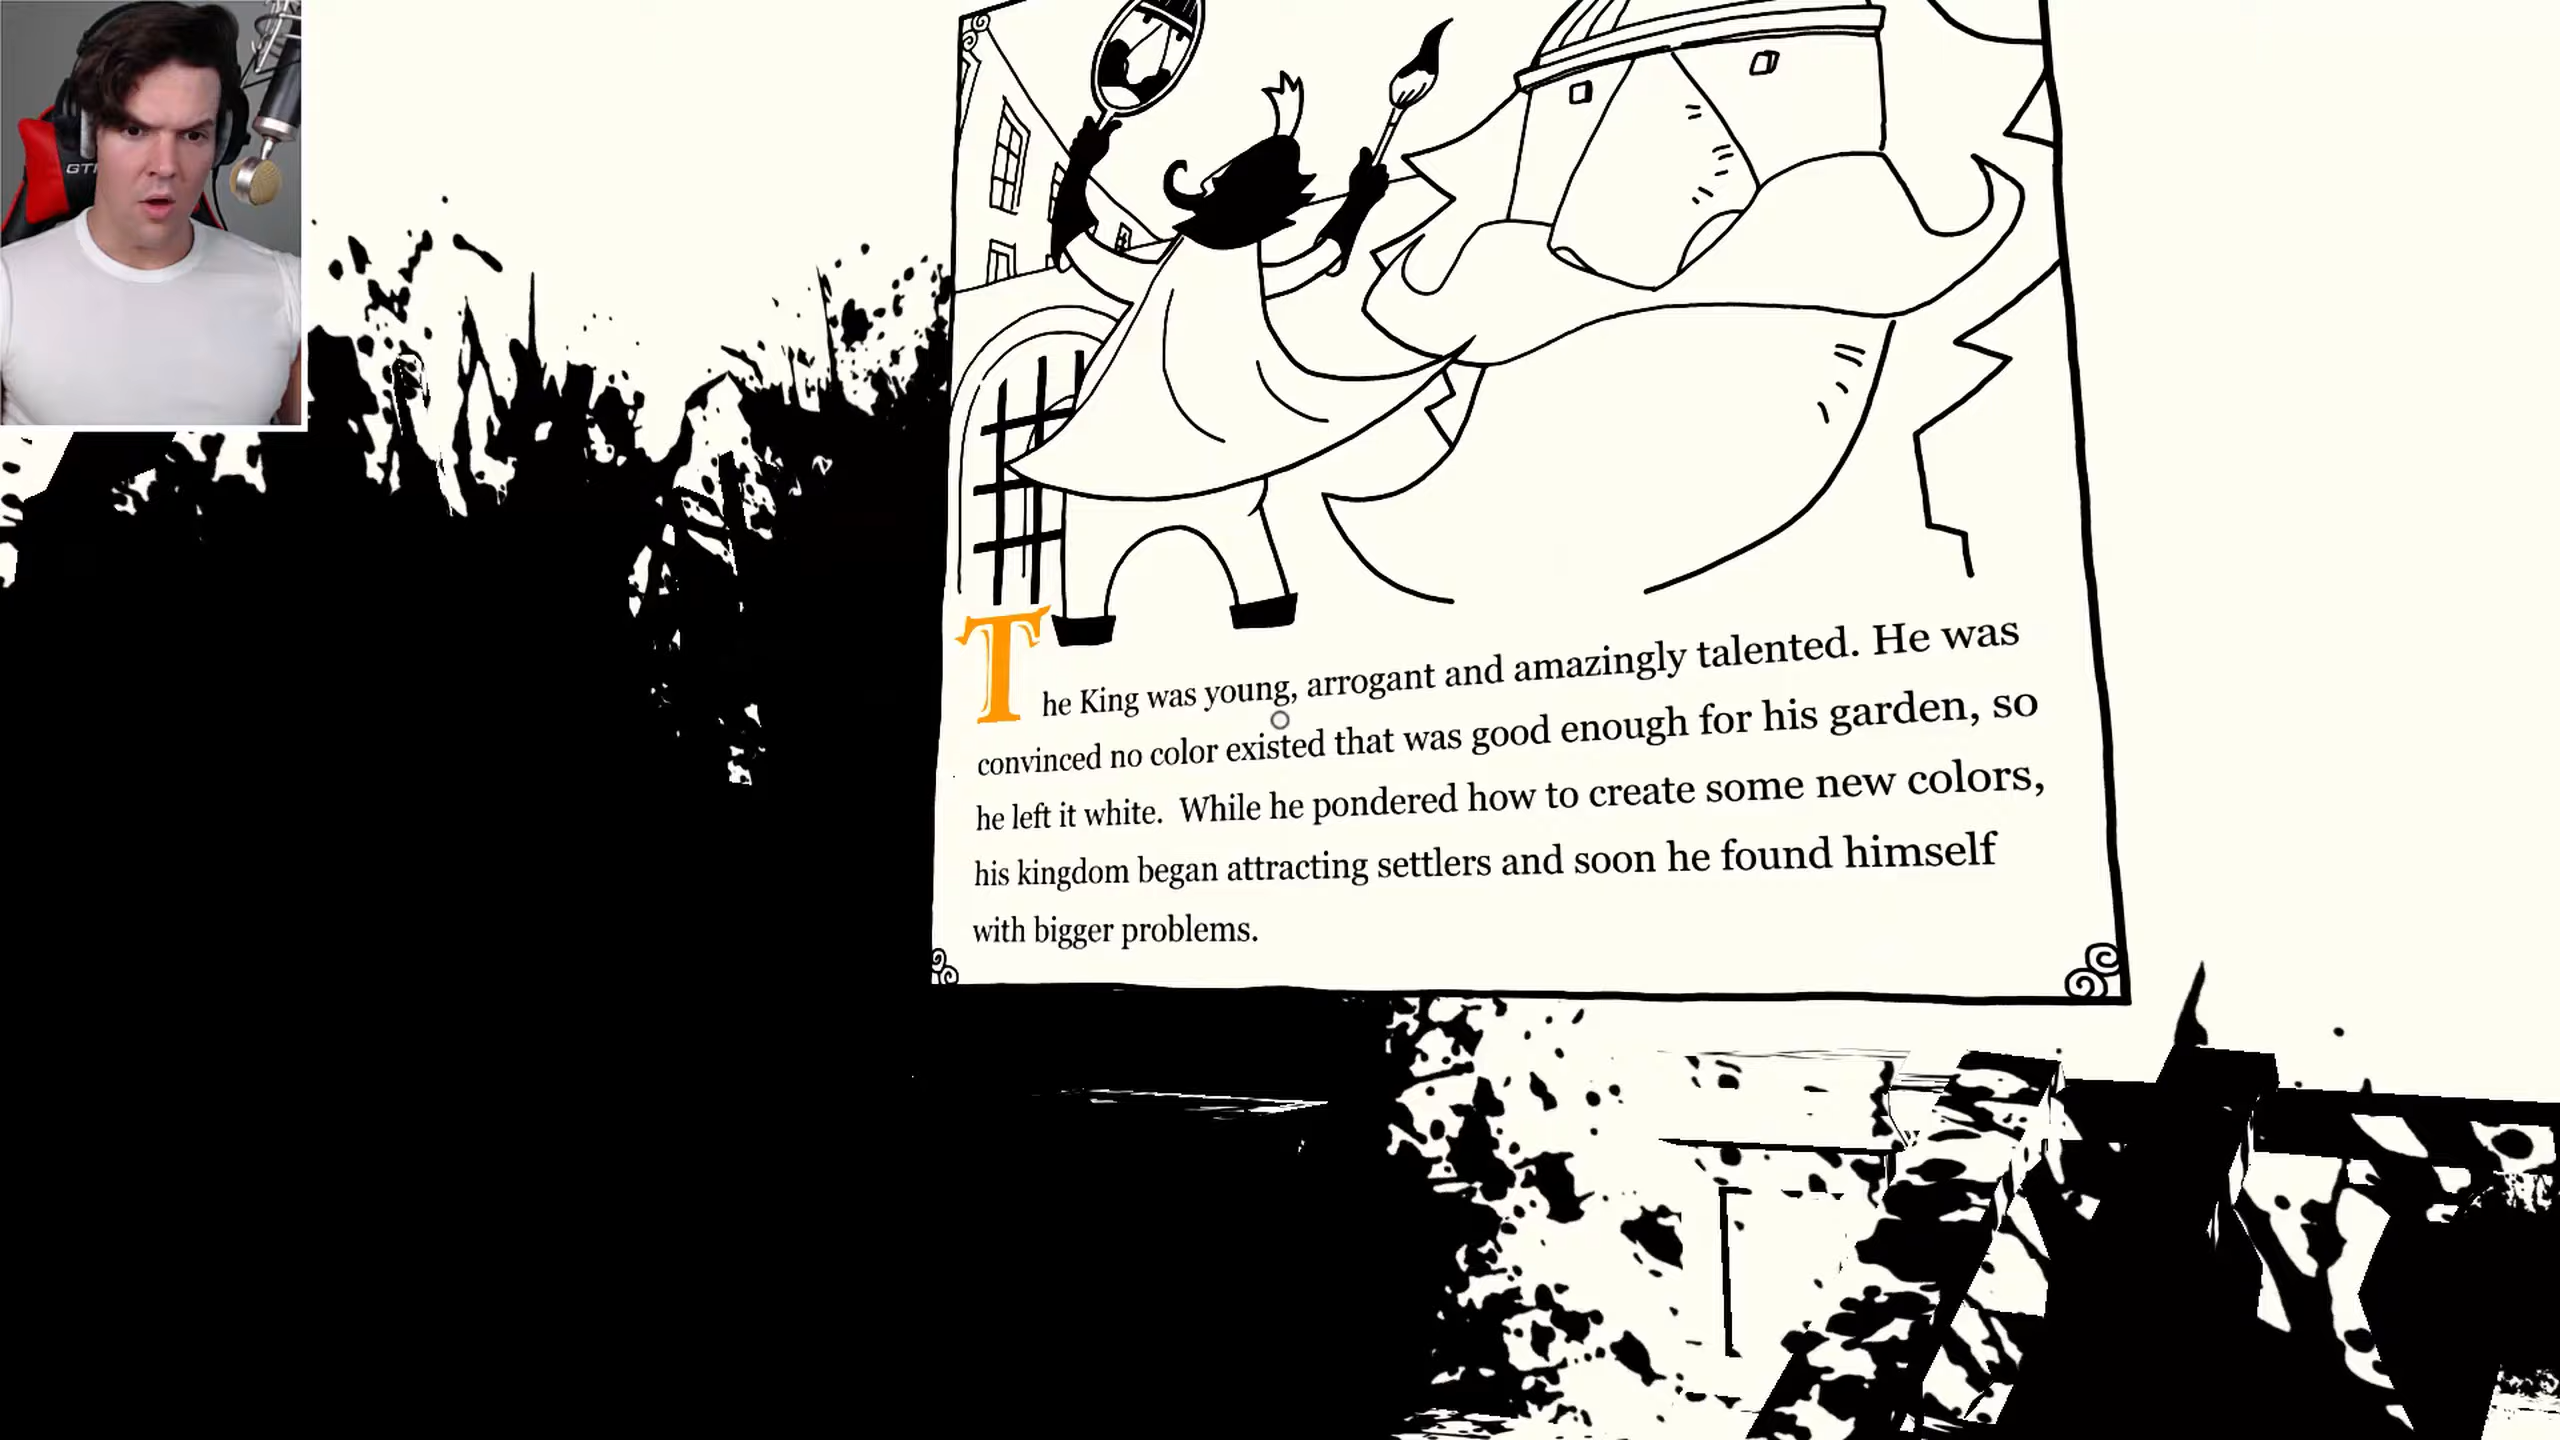 GT
The King was young, arrogant and amazingly talented. He was
convinced no color existed that was good enough for his garden, so
he left it white.  While he pondered how to create some new colors,
his kingdom began attracting settlers and soon he found himself
with bigger problems.